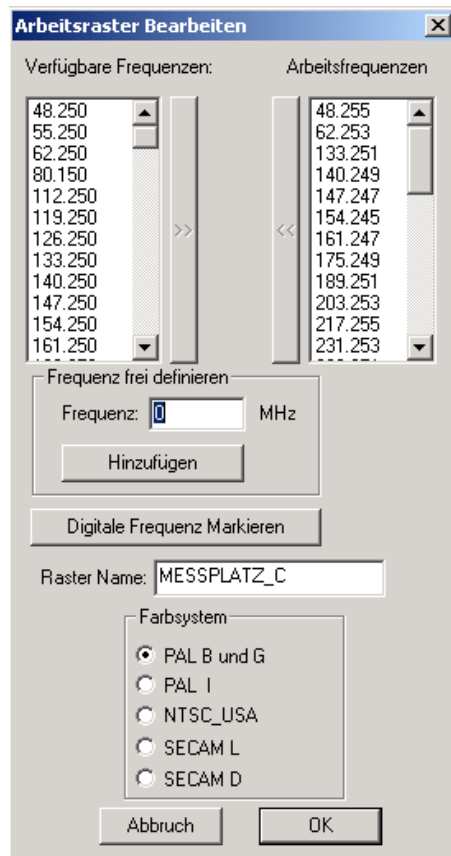 Arbeitsraster Bearbeiten
Verfügbare Frequenzen:
Arbeitsfrequenzen
48.250
55.250
62.250
80.150
112.250
119.250
126.250
133.250
140.250
147.250
154.250
161.250
>>
<<
48.255
62.253
133.251
140.249
147.247
154.245
161.247
175.249
189.251
203.253
217.255
231.253
Frequenz frei definieren
Frequenz: 0 MHz
Hinzufügen
Digitale Frequenz Markieren
Raster Name: MESSPLATZ_C
Farbsystem
PAL B und G
PAL I
NTSC_USA
SECAM L
SECAM D
Abbruch
OK